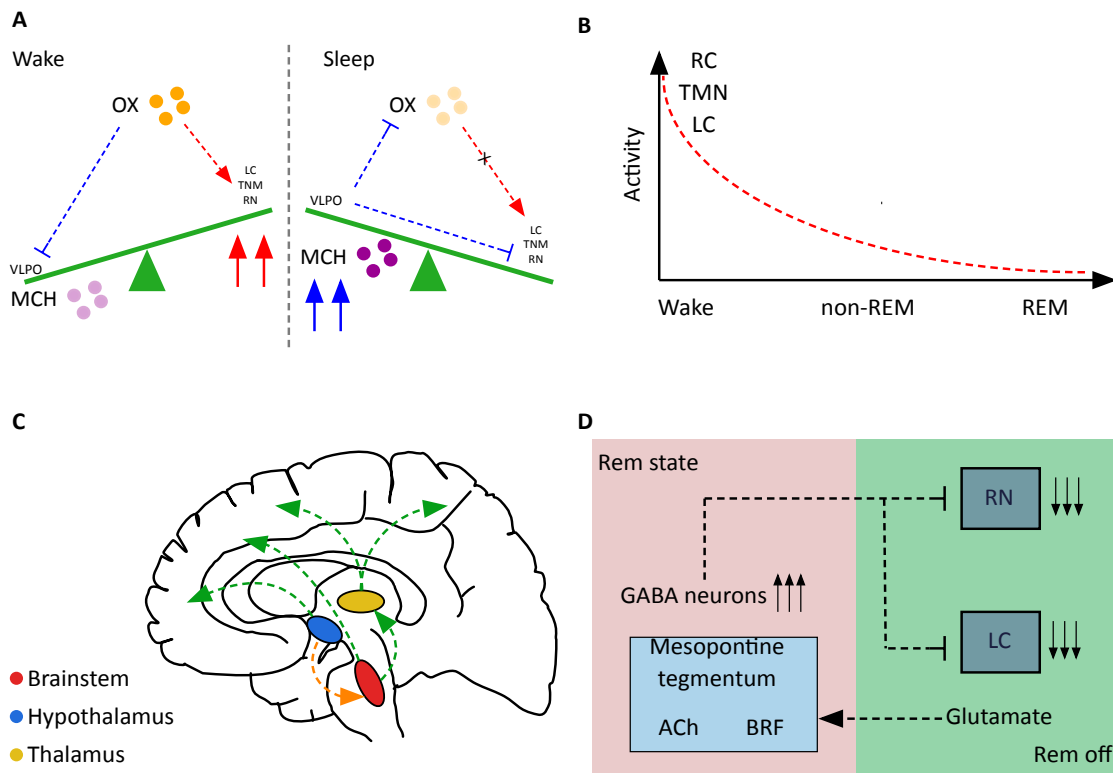 A
Wake
OX
LC
TNM
RN
VLPO
MCH
Sleep
OX
x
VLPO
LC
TNM
RN
MCH
B
RC
TMN
LC
Activity
Wake non-REM REM
C
Brainstem
Hypothalamus
Thalamus
D
Rem state
RN
GABA neurons
LC
Mesopontine
tegmentum
ACh BRF
Glutamate
Rem off